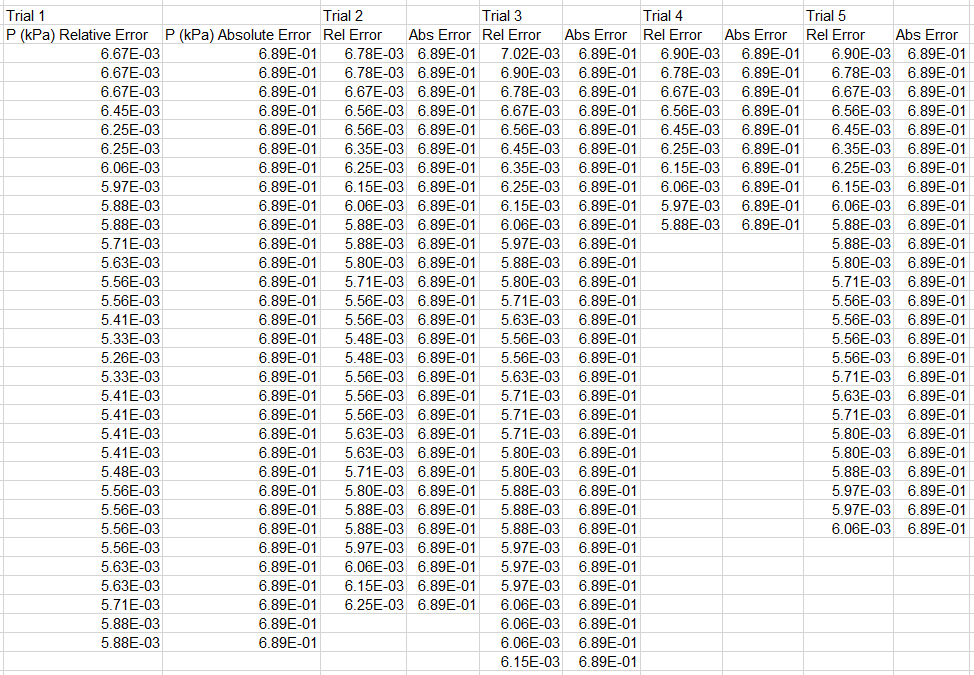 Trial 1 Trial 2 Trial 3 Trial 4 Trial 5
P (kPa) Relative Error P (kPa) Absolute Error Rel Error Abs Error Rel Error Abs Error Rel Error Abs Error Rel Error Abs Error
6.67E-03 6.89E-01 6.78E-03 6.89E-01 7.02E-03 6.89E-01 6.90E-03 6.89E-01 6.90E-03 6.89E-01
6.67E-03 6.89E-01 6.78E-03 6.89E-01 6.90E-03 6.89E-01 6.78E-03 6.89E-01 6.78E-03 6.89E-01
6.67E-03 6.89E-01 6.67E-03 6.89E-01 6.78E-03 6.89E-01 6.67E-03 6.89E-01 6.67E-03 6.89E-01
6.45E-03 6.89E-01 6.56E-03 6.89E-01 6.67E-03 6.89E-01 6.56E-03 6.89E-01 6.56E-03 6.89E-01
6.25E-03 6.89E-01 6.56E-03 6.89E-01 6.56E-03 6.89E-01 6.45E-03 6.89E-01 6.45E-03 6.89E-01
6.25E-03 6.89E-01 6.35E-03 6.89E-01 6.45E-03 6.89E-01 6.25E-03 6.89E-01 6.35E-03 6.89E-01
6.06E-03 6.89E-01 6.25E-03 6.89E-01 6.35E-03 6.89E-01 6.15E-03 6.89E-01 6.25E-03 6.89E-01
5.97E-03 6.89E-01 6.15E-03 6.89E-01 6.25E-03 6.89E-01 6.06E-03 6.89E-01 6.15E-03 6.89E-01
5.88E-03 6.89E-01 6.06E-03 6.89E-01 6.15E-03 6.89E-01 5.97E-03 6.89E-01 6.06E-03 6.89E-01
5.88E-03 6.89E-01 5.88E-03 6.89E-01 6.06E-03 6.89E-01 5.88E-03 6.89E-01 5.88E-03 6.89E-01
5.71E-03 6.89E-01 5.88E-03 6.89E-01 5.97E-03 6.89E-01 5.88E-03 6.89E-01
5.63E-03 6.89E-01 5.80E-03 6.89E-01 5.88E-03 6.89E-01 5.80E-03 6.89E-01
5.56E-03 6.89E-01 5.71E-03 6.89E-01 5.80E-03 6.89E-01 5.71E-03 6.89E-01
5.56E-03 6.89E-01 5.56E-03 6.89E-01 5.71E-03 6.89E-01 5.56E-03 6.89E-01
5.41E-03 6.89E-01 5.56E-03 6.89E-01 5.63E-03 6.89E-01 5.56E-03 6.89E-01
5.33E-03 6.89E-01 5.48E-03 6.89E-01 5.56E-03 6.89E-01 5.56E-03 6.89E-01
5.26E-03 6.89E-01 5.48E-03 6.89E-01 5.56E-03 6.89E-01 5.56E-03 6.89E-01
5.33E-03 6.89E-01 5.56E-03 6.89E-01 5.63E-03 6.89E-01 5.71E-03 6.89E-01
5.41E-03 6.89E-01 5.56E-03 6.89E-01 5.71E-03 6.89E-01 5.63E-03 6.89E-01
5.41E-03 6.89E-01 5.56E-03 6.89E-01 5.71E-03 6.89E-01 5.71E-03 6.89E-01
5.41E-03 6.89E-01 5.63E-03 6.89E-01 5.71E-03 6.89E-01 5.80E-03 6.89E-01
5.41E-03 6.89E-01 5.63E-03 6.89E-01 5.80E-03 6.89E-01 5.80E-03 6.89E-01
5.48E-03 6.89E-01 5.71E-03 6.89E-01 5.80E-03 6.89E-01 5.88E-03 6.89E-01
5.56E-03 6.89E-01 5.80E-03 6.89E-01 5.88E-03 6.89E-01 5.97E-03 6.89E-01
5.56E-03 6.89E-01 5.88E-03 6.89E-01 5.88E-03 6.89E-01 5.97E-03 6.89E-01
5.56E-03 6.89E-01 5.88E-03 6.89E-01 5.88E-03 6.89E-01 6.06E-03 6.89E-01
5.56E-03 6.89E-01 5.97E-03 6.89E-01 5.97E-03 6.89E-01
5.63E-03 6.89E-01 6.06E-03 6.89E-01 5.97E-03 6.89E-01
5.63E-03 6.89E-01 6.15E-03 6.89E-01 5.97E-03 6.89E-01
5.71E-03 6.89E-01 6.25E-03 6.89E-01 6.06E-03 6.89E-01
5.88E-03 6.89E-01 6.06E-03 6.89E-01
5.88E-03 6.89E-01 6.06E-03 6.89E-01
6.15E-03 6.89E-01